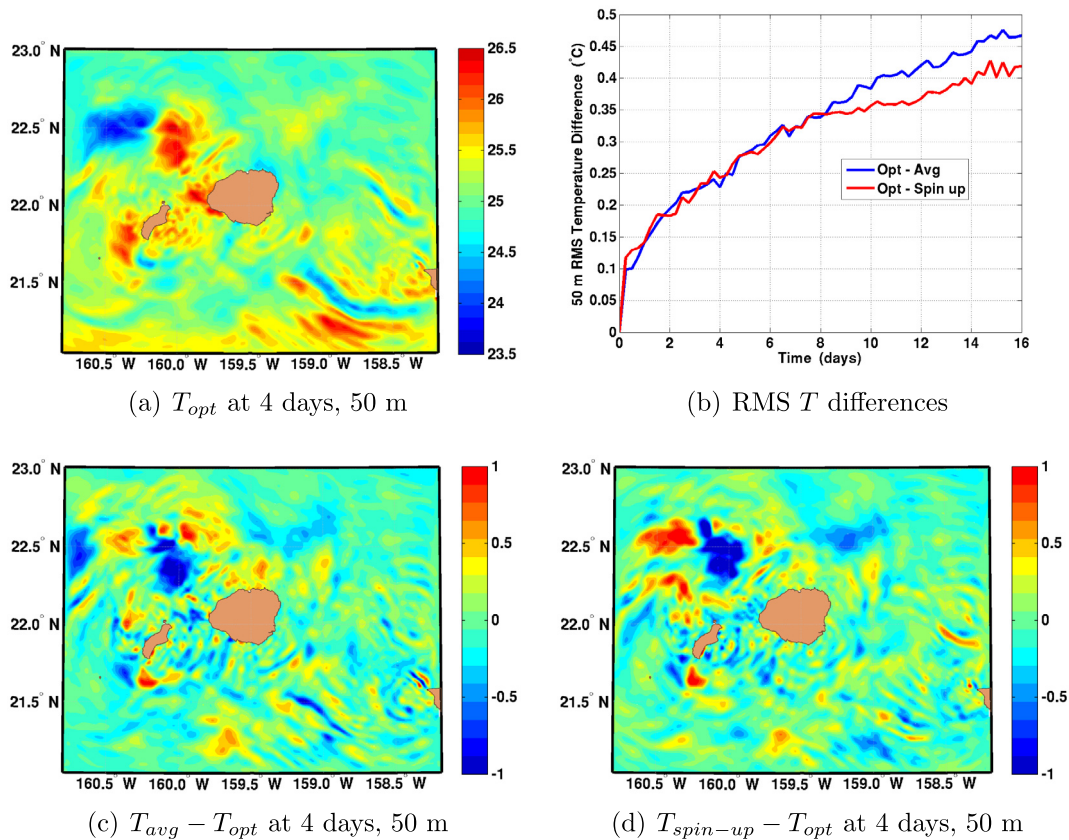 23.0° N
22.5° N
22.0° N
21.5° N
160.5° W 160.0° W 159.5° W 159.0° W 158.5° W
26.5
26
25.5
25
24.5
24
23.5
(a) T_opt at 4 days, 50 m
50 m RMS Temperature Difference (°C)
0.5
0.45
0.4
0.35
0.3
0.25
0.2
0.15
0.1
0.05
0
0 2 4 6 8 10 12 14 16
Time (days)
Opt - Avg
Opt - Spin up
(b) RMS T differences
23.0° N
22.5° N
22.0° N
21.5° N
160.5° W 160.0° W 159.5° W 159.0° W 158.5° W
1
0.5
0
-0.5
-1
(c) T_avg − T_opt at 4 days, 50 m
23.0° N
22.5° N
22.0° N
21.5° N
160.5° W 160.0° W 159.5° W 159.0° W 158.5° W
1
0.5
0
-0.5
-1
(d) T_spin−up − T_opt at 4 days, 50 m